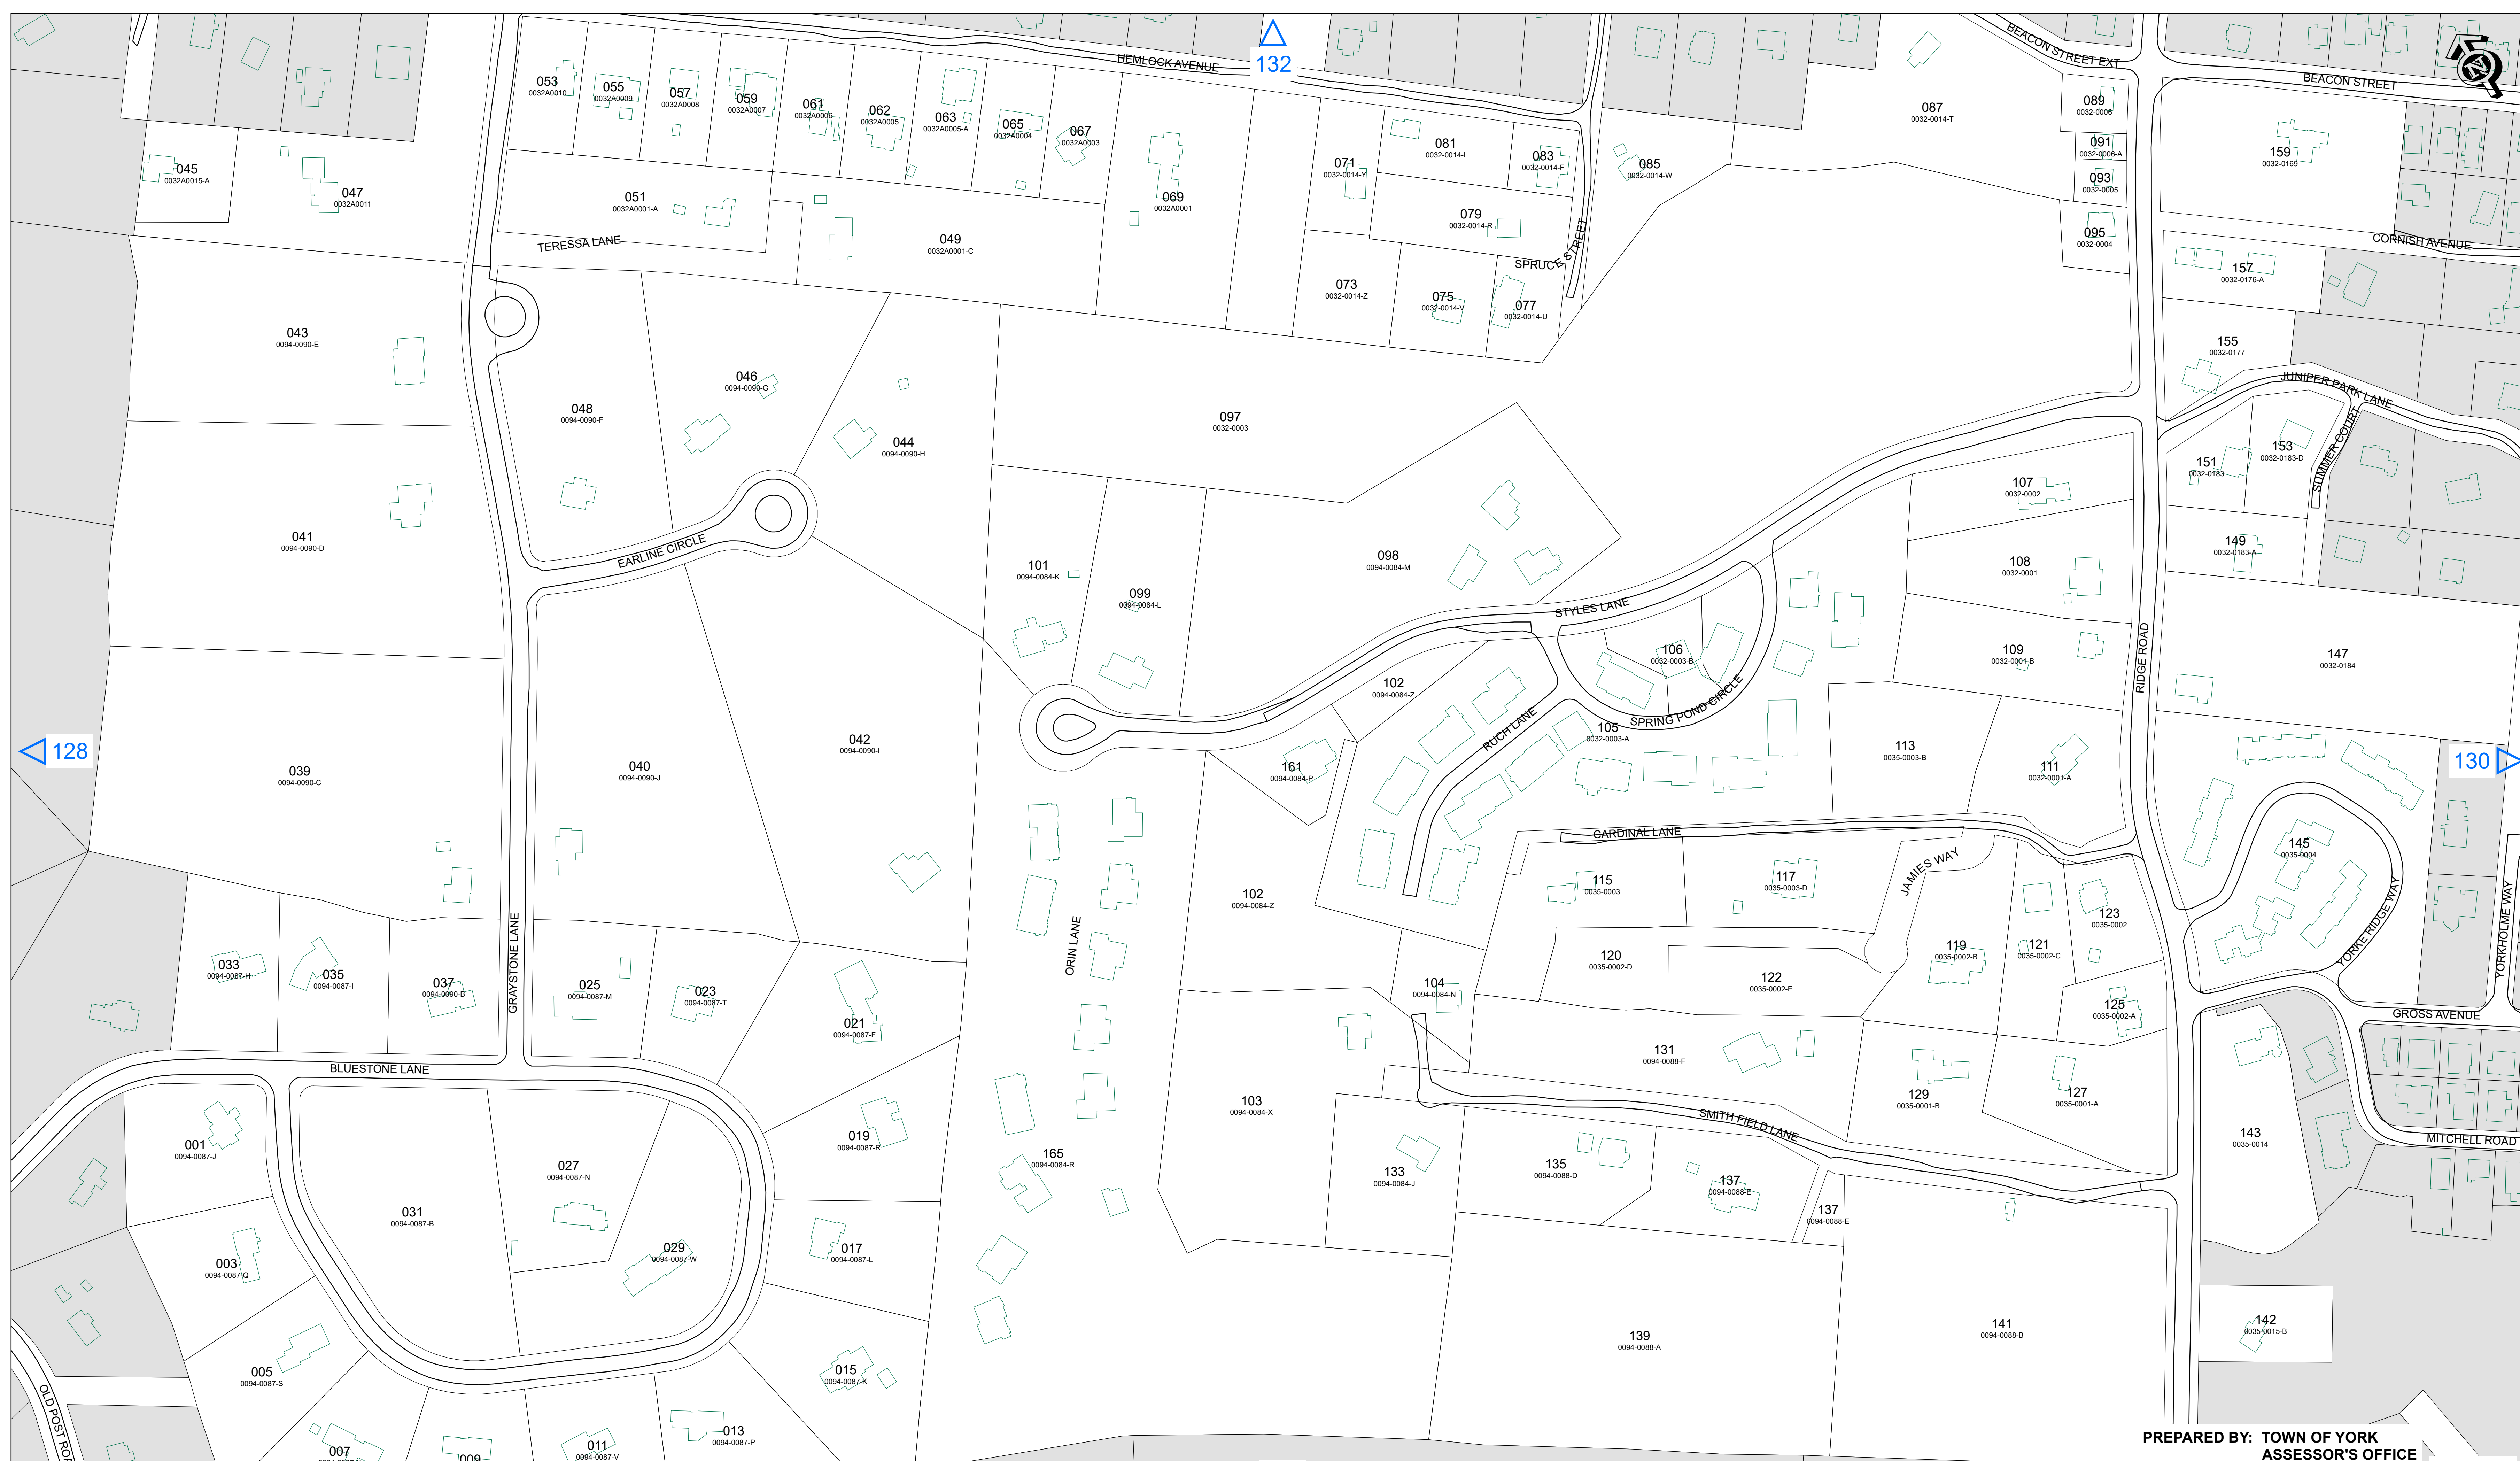 132
128
130
N
HEMLOCK AVENUE
BEACON STREET EXT
BEACON STREET
CORNISH AVENUE
JUNIPER PARK LANE
SUMMER COURT
SPRUCE STREET
TERESSA LANE
EARLINE CIRCLE
STYLES LANE
RUCH LANE
SPRING POND CIRCLE
RIDGE ROAD
CARDINAL LANE
JAMIES WAY
ORIN LANE
GRAYSTONE LANE
BLUESTONE LANE
SMITH FIELD LANE
YORKE RIDGE WAY
YORKHOLME WAY
GROSS AVENUE
MITCHELL ROAD
OLD POST
053
0032A0010
055
0032A0009
057
0032A0008
059
0032A0007
061
0032A0006
062
0032A0005
063
0032A0005-A
065
0032A0004
067
0032A0003
069
0032A0001
071
0032-0014-Y
081
0032-0014-I
083
0032-0014-F
085
0032-0014-W
087
0032-0014-T
089
0032-0006
091
0032-0006-A
093
0032-0005
095
0032-0004
159
0032-0169
157
0032-0176-A
155
0032-0177
153
0032-0183-D
151
0032-0183
149
0032-0183-A
147
0032-0184
045
0032A0015-A
047
0032A0011
051
0032A0001-A
049
0032A0001-C
079
0032-0014-R
073
0032-0014-Z
075
0032-0014-V
077
0032-0014-U
043
0094-0090-E
048
0094-0090-F
046
0094-0090-G
044
0094-0090-H
097
0032-0003
041
0094-0090-D
101
0094-0084-K
099
0094-0084-L
098
0094-0084-M
107
0032-0002
108
0032-0001
109
0032-0001-B
106
0032-0003-B
102
0094-0084-Z
105
0032-0003-A
113
0035-0003-B
111
0032-0001-A
161
0094-0084-P
039
0094-0090-C
040
0094-0090-J
042
0094-0090-I
102
0094-0084-Z
115
0035-0003
117
0035-0003-D
145
0035-0004
123
0035-0002
119
0035-0002-B
121
0035-0002-C
120
0035-0002-D
122
0035-0002-E
104
0094-0084-N
125
0035-0002-A
033
0094-0087-H
035
0094-0087-I
037
0094-0090-B
025
0094-0087-M
023
0094-0087-T
021
0094-0087-F
131
0094-0088-F
129
0035-0001-B
127
0035-0001-A
103
0094-0084-X
001
0094-0087-J
027
0094-0087-N
019
0094-0087-R
165
0094-0084-R
133
0094-0084-J
135
0094-0088-D
137
0094-0088-E
137
0094-0088-E
143
0035-0014
031
0094-0087-B
029
0094-0087-W
017
0094-0087-L
003
0094-0087-Q
139
0094-0088-A
141
0094-0088-B
142
0035-0015-B
005
0094-0087-S
015
0094-0087-K
013
0094-0087-P
011
0094-0087-V
007
009
PREPARED BY: TOWN OF YORK
ASSESSOR'S OFFICE